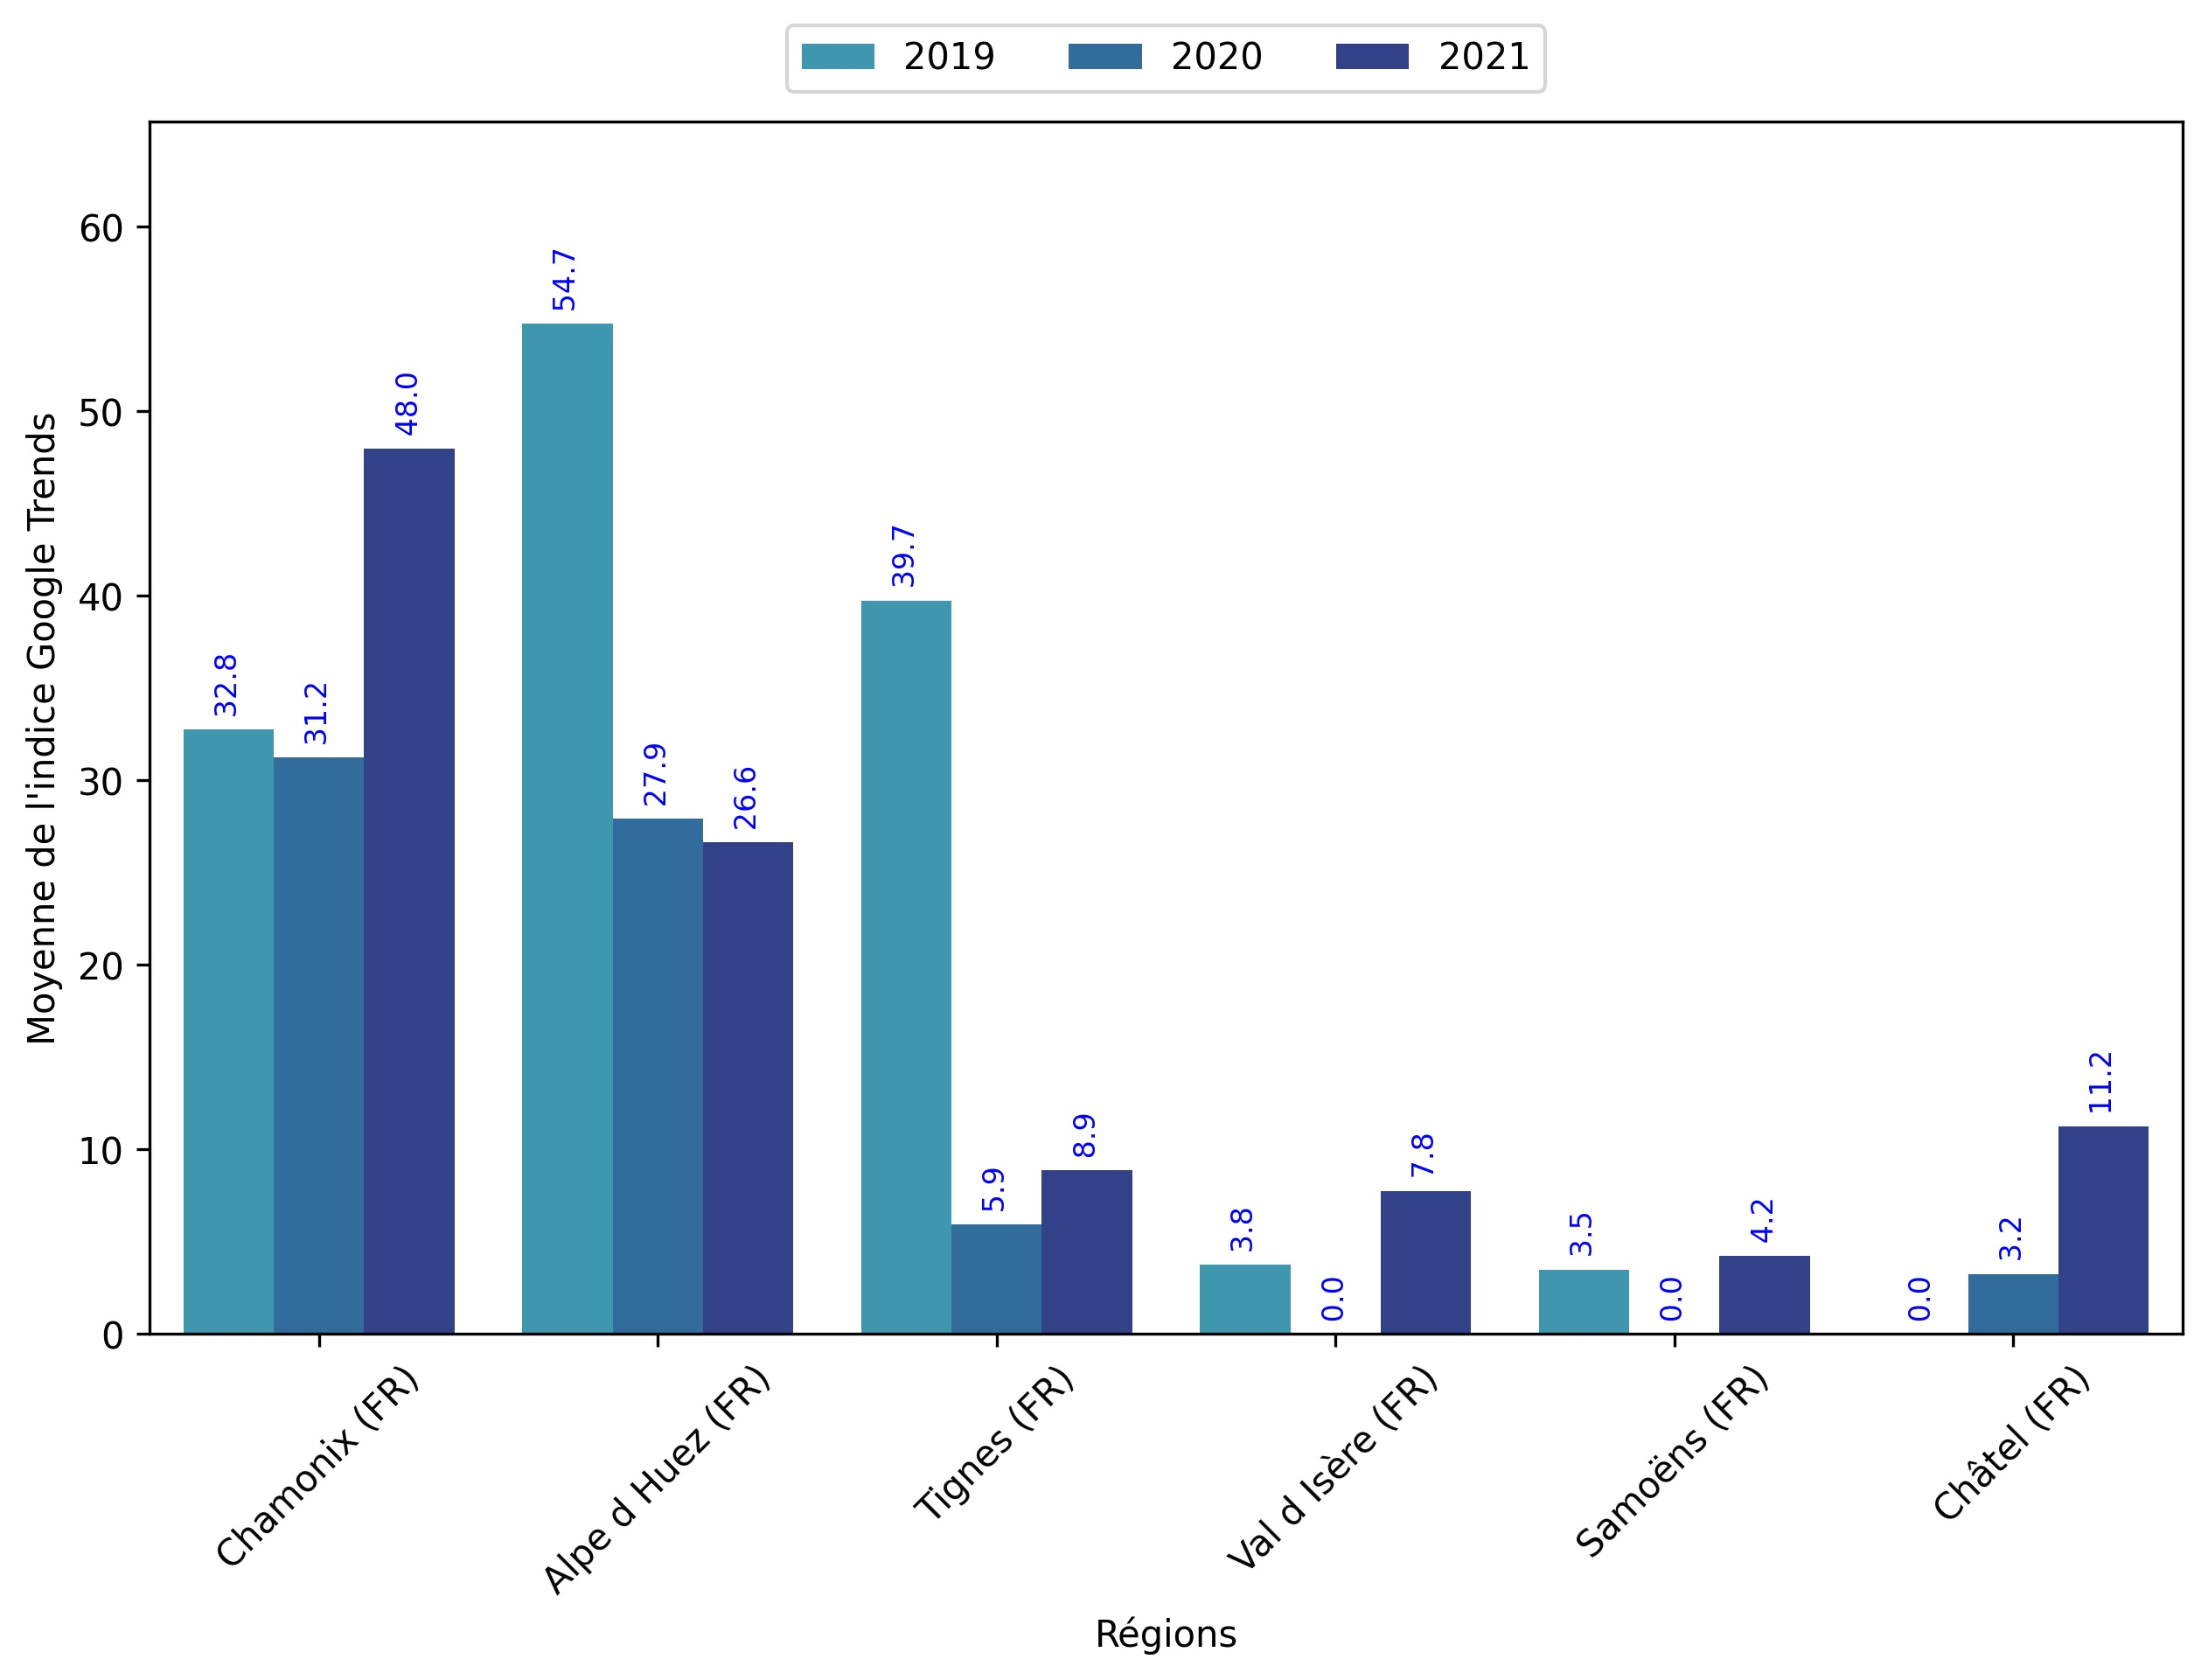 2019 2020 2021
Moyenne de l'indice Google Trends
60
50
40
30
20
10
0
32.8
31.2
48.0
54.7
27.9
26.6
39.7
5.9
8.9
3.8
0.0
7.8
3.5
0.0
4.2
0.0
3.2
11.2
Chamonix (FR)
Alpe d Huez (FR)
Tignes (FR)
Val d Isère (FR)
Samoëns (FR)
Châtel (FR)
Régions